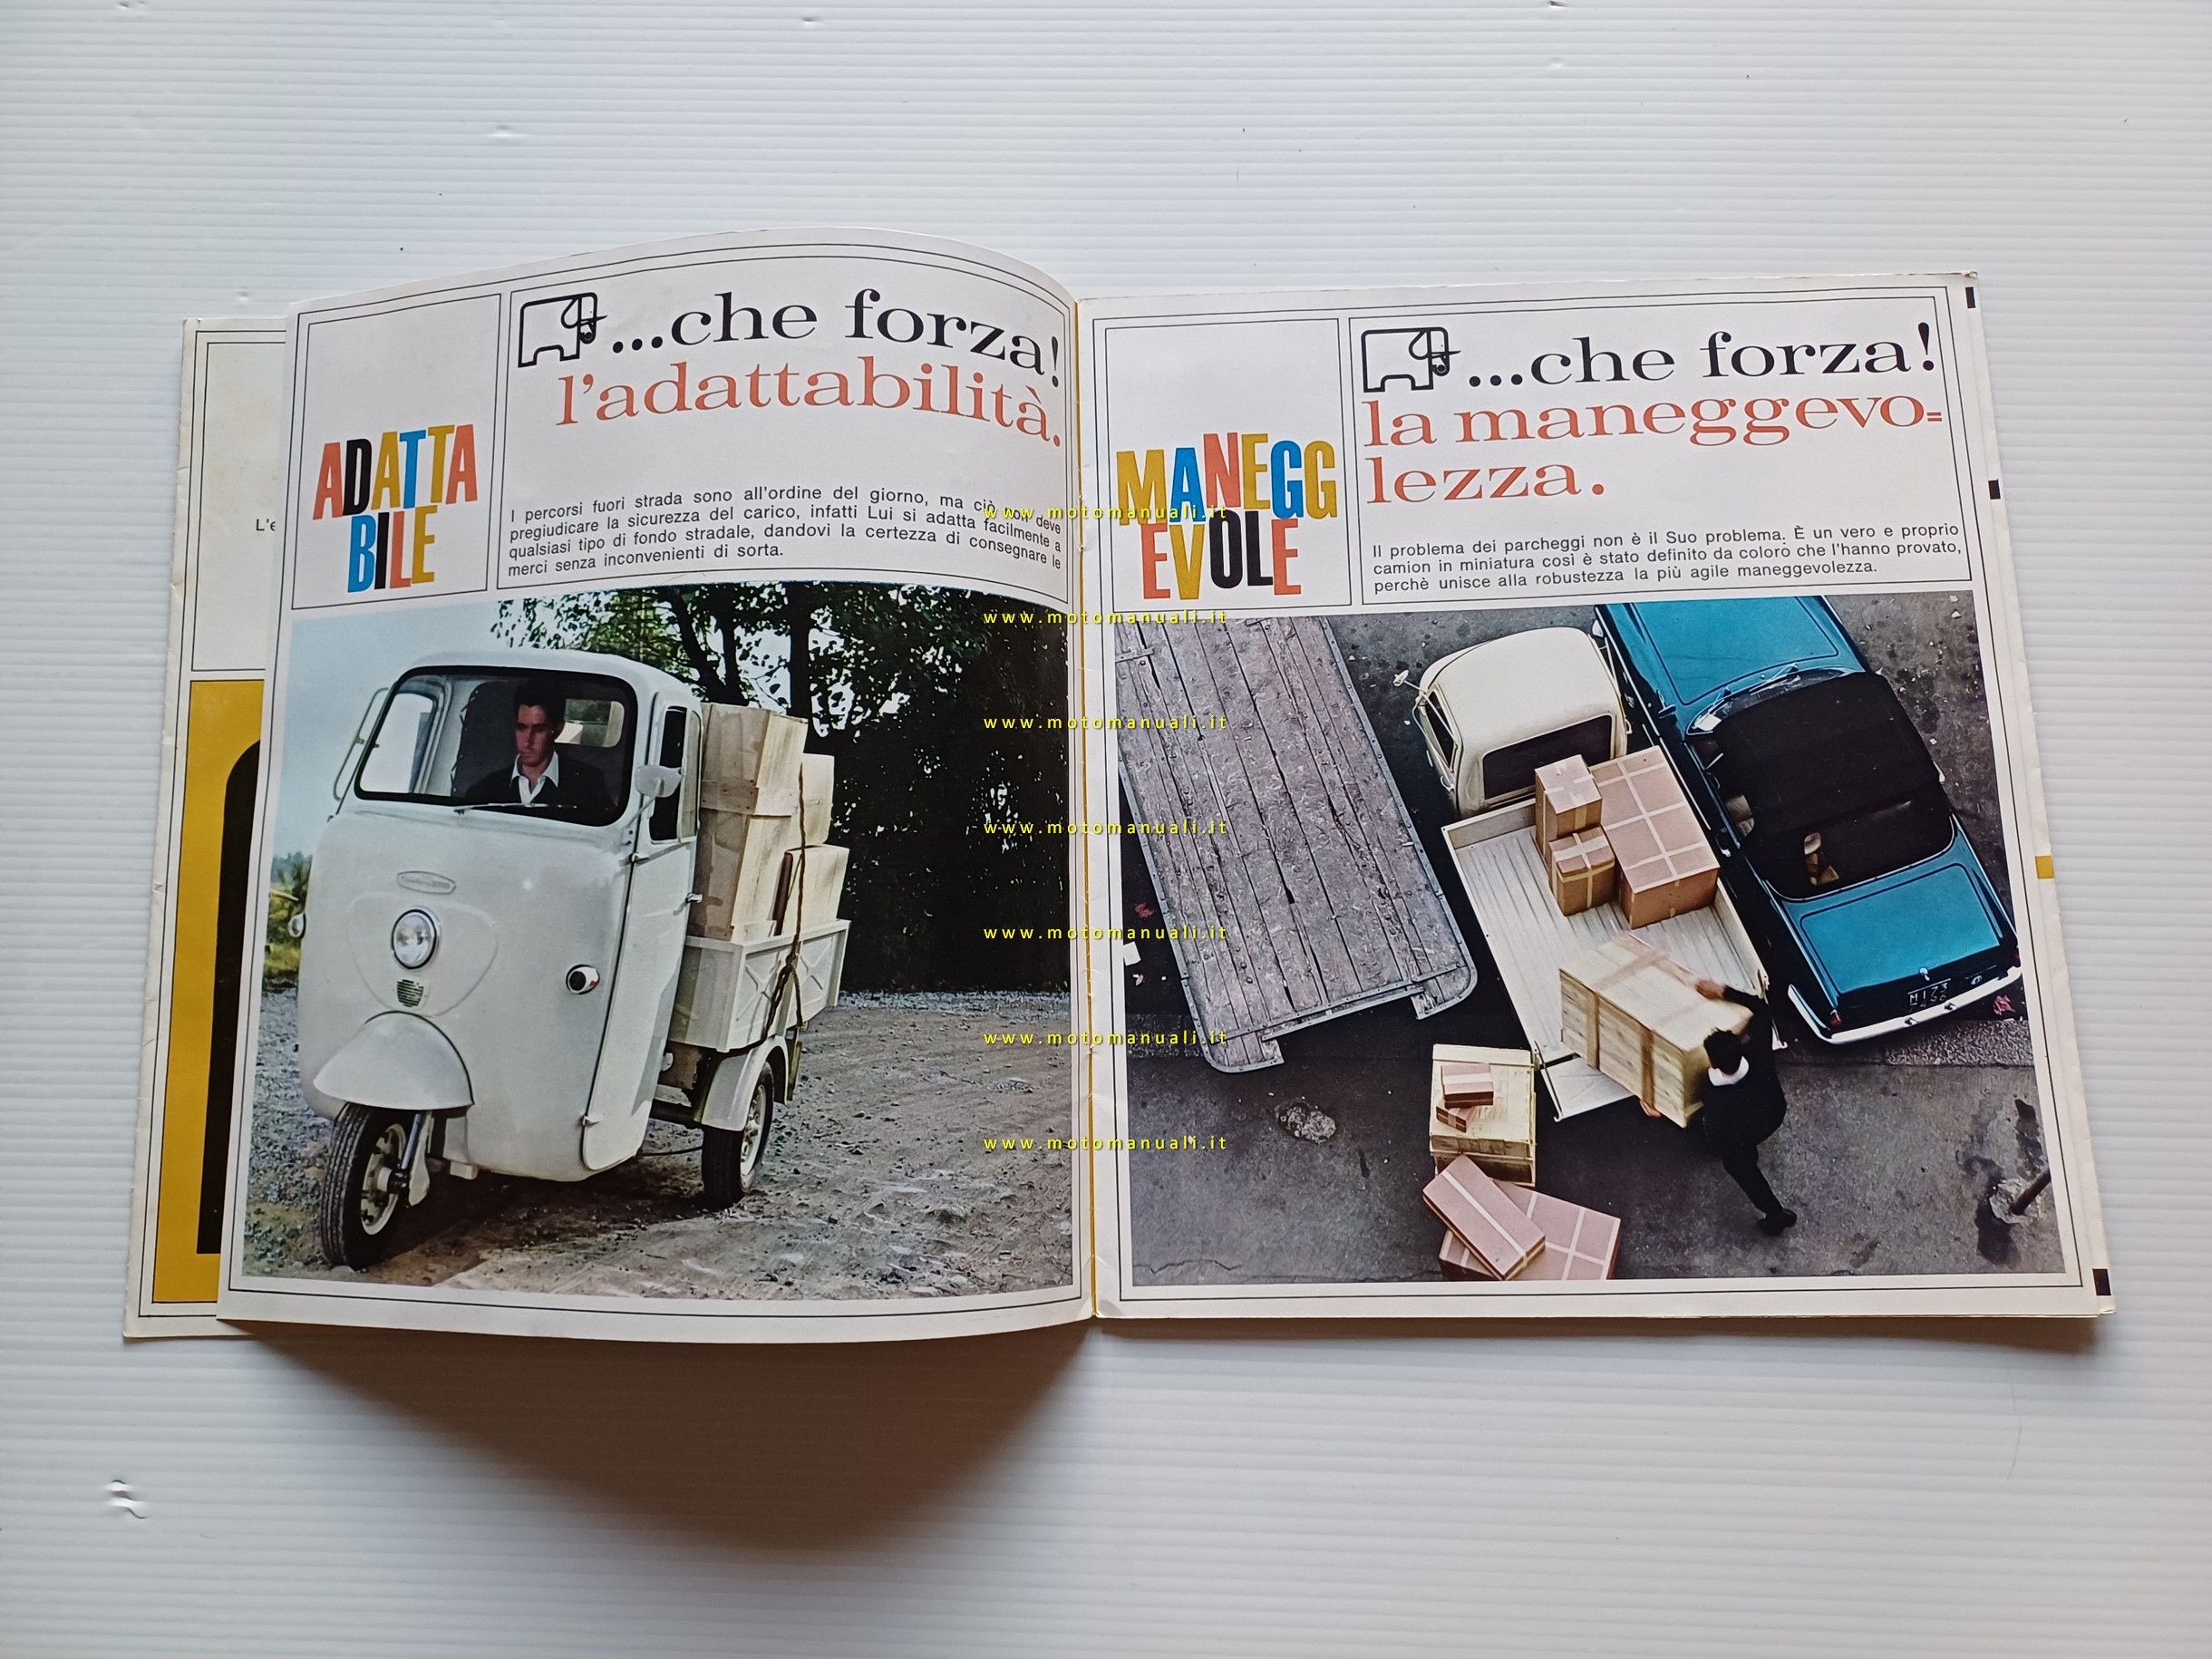 L'e
ADATTA
BILE
...che forza!
l'adattabilità.
I percorsi fuori strada sono all'ordine del giorno, ma ciò non deve
pregiudicare la sicurezza del carico, infatti Lui si adatta facilmente a
qualsiasi tipo di fondo stradale, dandovi la certezza di consegnare le
merci senza inconvenienti di sorta.
MANEGG
EVOLE
...che forza!
la maneggevo=
lezza.
Il problema dei parcheggi non è il Suo problema. È un vero e proprio
camion in miniatura così è stato definito da coloro che l'hanno provato,
perchè unisce alla robustezza la più agile maneggevolezza.
www.motomanuali.it
www.motomanuali.it
www.motomanuali.it
www.motomanuali.it
www.motomanuali.it
www.motomanuali.it
www.motomanuali.it